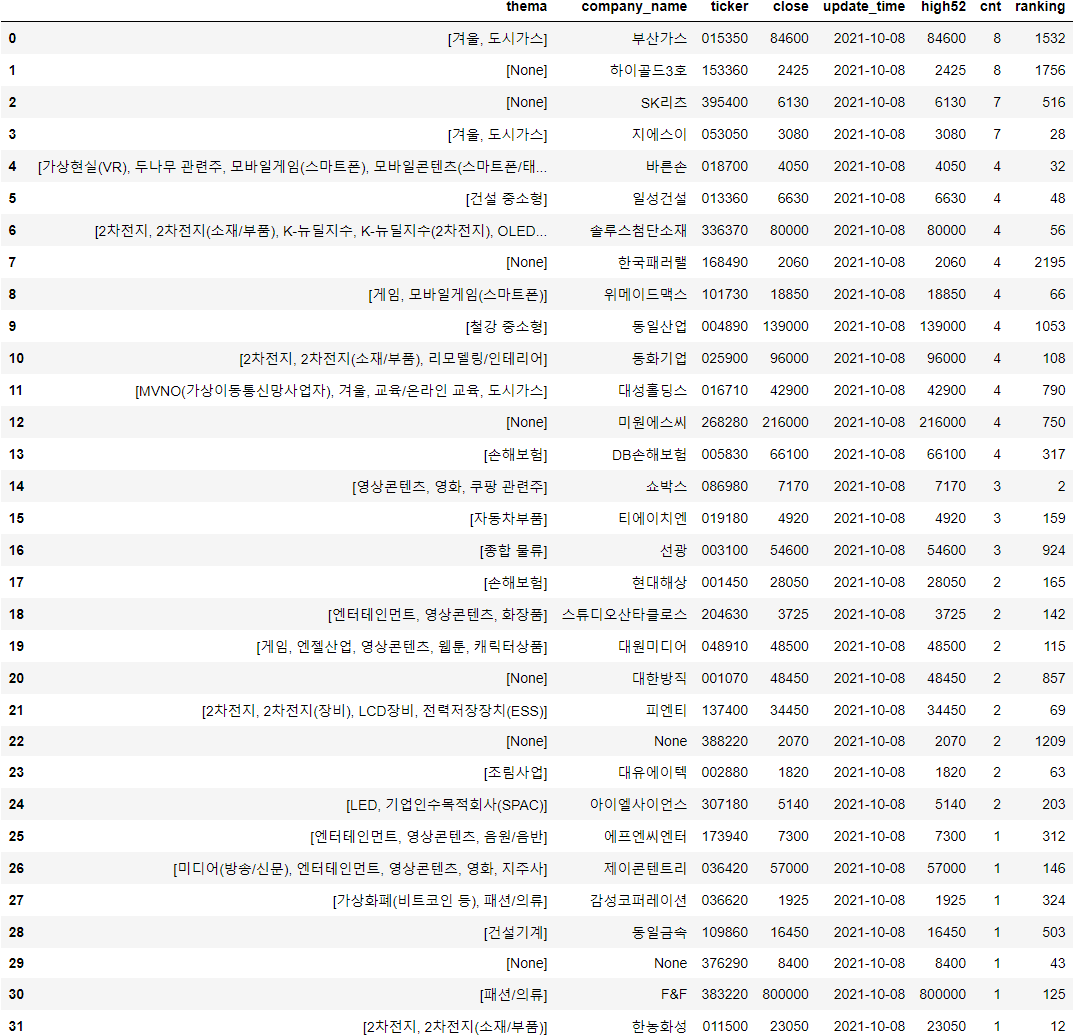 thema company_name ticker close update_time high52 cnt ranking
0 [겨울, 도시가스] 부산가스 015350 84600 2021-10-08 84600 8 1532
1 [None] 하이골드3호 153360 2425 2021-10-08 2425 8 1756
2 [None] SK리츠 395400 6130 2021-10-08 6130 7 516
3 [겨울, 도시가스] 지에스이 053050 3080 2021-10-08 3080 7 28
4 [가상현실(VR), 두나무 관련주, 모바일게임(스마트폰), 모바일콘텐츠(스마트폰/태... 바른손 018700 4050 2021-10-08 4050 4 32
5 [건설 중소형] 일성건설 013360 6630 2021-10-08 6630 4 48
6 [2차전지, 2차전지(소재/부품), K-뉴딜지수, K-뉴딜지수(2차전지), OLED... 솔루스첨단소재 336370 80000 2021-10-08 80000 4 56
7 [None] 한국패러랠 168490 2060 2021-10-08 2060 4 2195
8 [게임, 모바일게임(스마트폰)] 위메이드맥스 101730 18850 2021-10-08 18850 4 66
9 [철강 중소형] 동일산업 004890 139000 2021-10-08 139000 4 1053
10 [2차전지, 2차전지(소재/부품), 리모델링/인테리어] 동화기업 025900 96000 2021-10-08 96000 4 108
11 [MVNO(가상이동통신망사업자), 겨울, 교육/온라인 교육, 도시가스] 대성홀딩스 016710 42900 2021-10-08 42900 4 790
12 [None] 미원에스씨 268280 216000 2021-10-08 216000 4 750
13 [손해보험] DB손해보험 005830 66100 2021-10-08 66100 4 317
14 [영상콘텐츠, 영화, 쿠팡 관련주] 쇼박스 086980 7170 2021-10-08 7170 3 2
15 [자동차부품] 티에이치엔 019180 4920 2021-10-08 4920 3 159
16 [종합 물류] 선광 003100 54600 2021-10-08 54600 3 924
17 [손해보험] 현대해상 001450 28050 2021-10-08 28050 2 165
18 [엔터테인먼트, 영상콘텐츠, 화장품] 스튜디오산타클로스 204630 3725 2021-10-08 3725 2 142
19 [게임, 엔젤산업, 영상콘텐츠, 웹툰, 캐릭터상품] 대원미디어 048910 48500 2021-10-08 48500 2 115
20 [None] 대한방직 001070 48450 2021-10-08 48450 2 857
21 [2차전지, 2차전지(장비), LCD장비, 전력저장장치(ESS)] 피엔티 137400 34450 2021-10-08 34450 2 69
22 [None] None 388220 2070 2021-10-08 2070 2 1209
23 [조림사업] 대유에이텍 002880 1820 2021-10-08 1820 2 63
24 [LED, 기업인수목적회사(SPAC)] 아이엘사이언스 307180 5140 2021-10-08 5140 2 203
25 [엔터테인먼트, 영상콘텐츠, 음원/음반] 에프엔씨엔터 173940 7300 2021-10-08 7300 1 312
26 [미디어(방송/신문), 엔터테인먼트, 영상콘텐츠, 영화, 지주사] 제이콘텐트리 036420 57000 2021-10-08 57000 1 146
27 [가상화폐(비트코인 등), 패션/의류] 감성코퍼레이션 036620 1925 2021-10-08 1925 1 324
28 [건설기계] 동일금속 109860 16450 2021-10-08 16450 1 503
29 [None] None 376290 8400 2021-10-08 8400 1 43
30 [패션/의류] F&F 383220 800000 2021-10-08 800000 1 125
31 [2차전지, 2차전지(소재/부품)] 한농화성 011500 23050 2021-10-08 23050 1 12